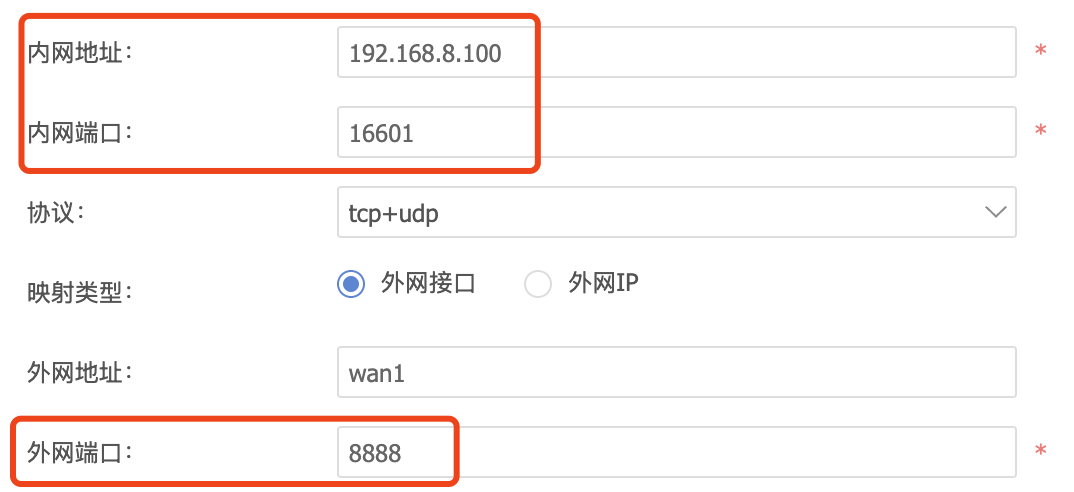 内网地址： 192.168.8.100 *
内网端口： 16601 *
协议： tcp+udp
映射类型： 外网接口 外网IP
外网地址： wan1
外网端口： 8888 *